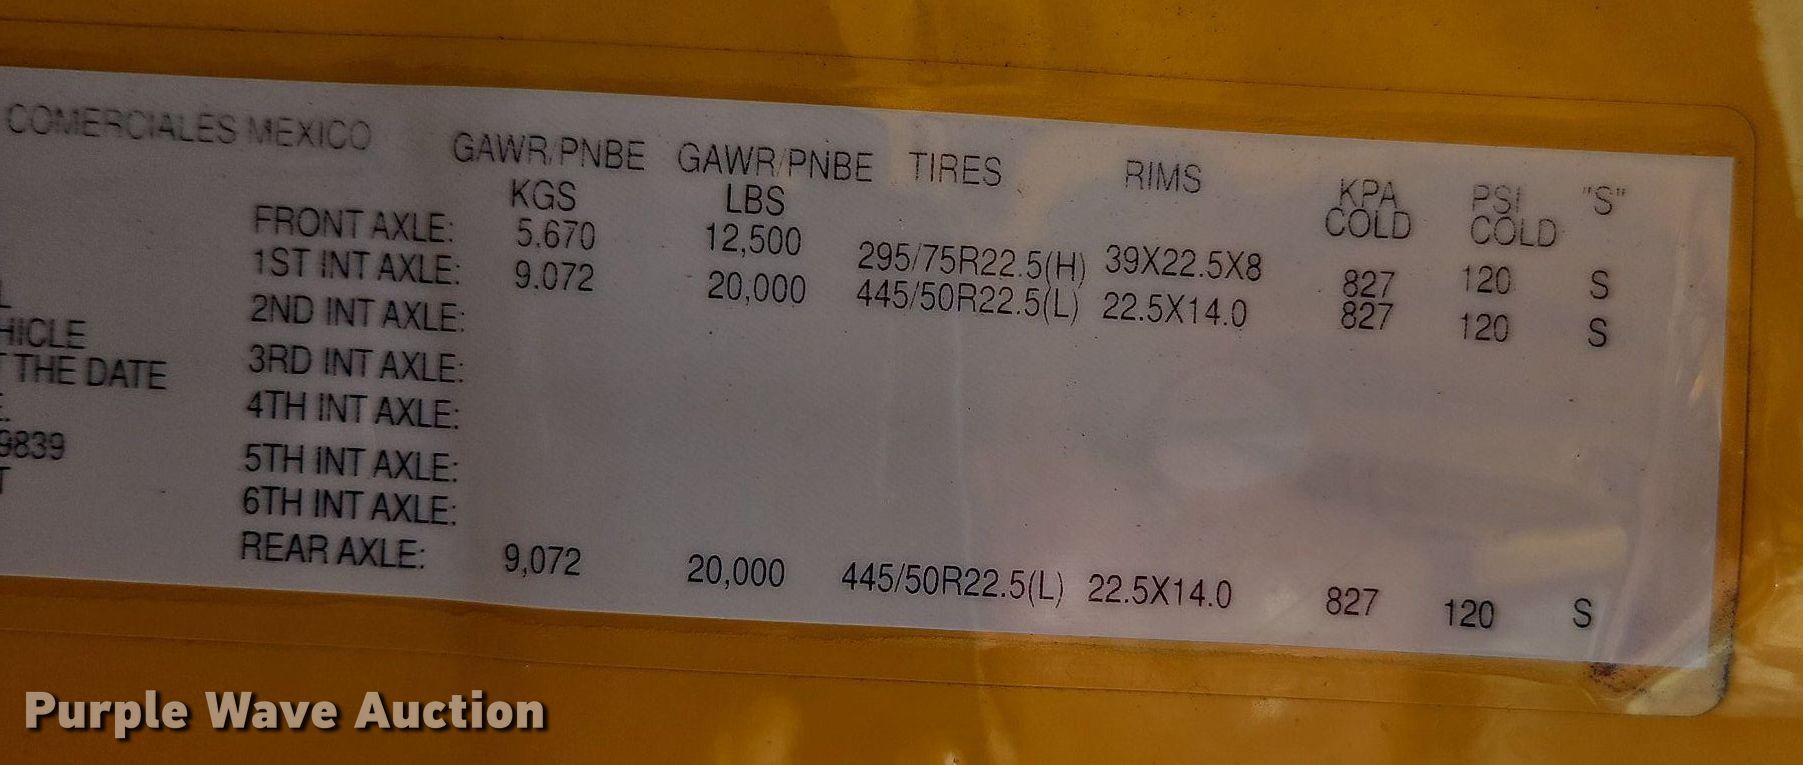 COMERCIALES MEXICO
GAWR/PNBE GAWR/PNBE TIRES RIMS KPA PSI "S"
KGS LBS COLD COLD
FRONT AXLE: 5.670 12,500 295/75R22.5(H) 39X22.5X8 827 120 S
1ST INT AXLE: 9.072 20,000 445/50R22.5(L) 22.5X14.0 827 120 S
2ND INT AXLE:
HICLE
3RD INT AXLE:
THE DATE
4TH INT AXLE:
9839
5TH INT AXLE:
6TH INT AXLE:
REAR AXLE: 9,072 20,000 445/50R22.5(L) 22.5X14.0 827 120 S
Purple Wave Auction